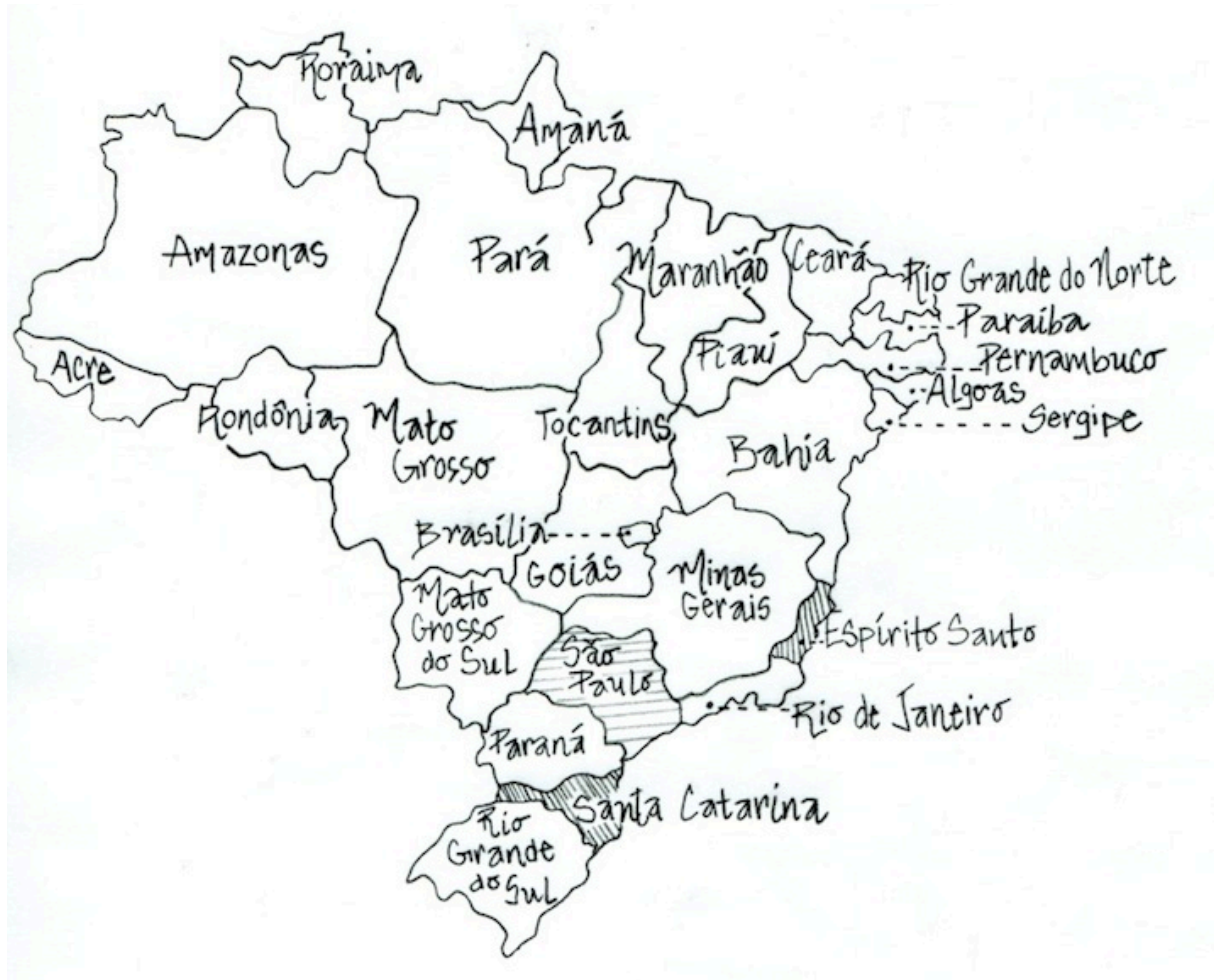 Roraima
Amaná
Amazonas
Pará
Maranhão
Ceará
Rio Grande do Norte
Paraiba
Piaui
Pernambuco
Acre
Algoas
Rondônia
Mato
Grosso
Tocantins
Sergipe
Bahia
Brasília
Goiás
Minas
Gerais
Mato
Grosso
do Sul
Espírito Santo
São
Paulo
Rio de Janeiro
Paraná
Santa Catarina
Rio
Grande
do Sul